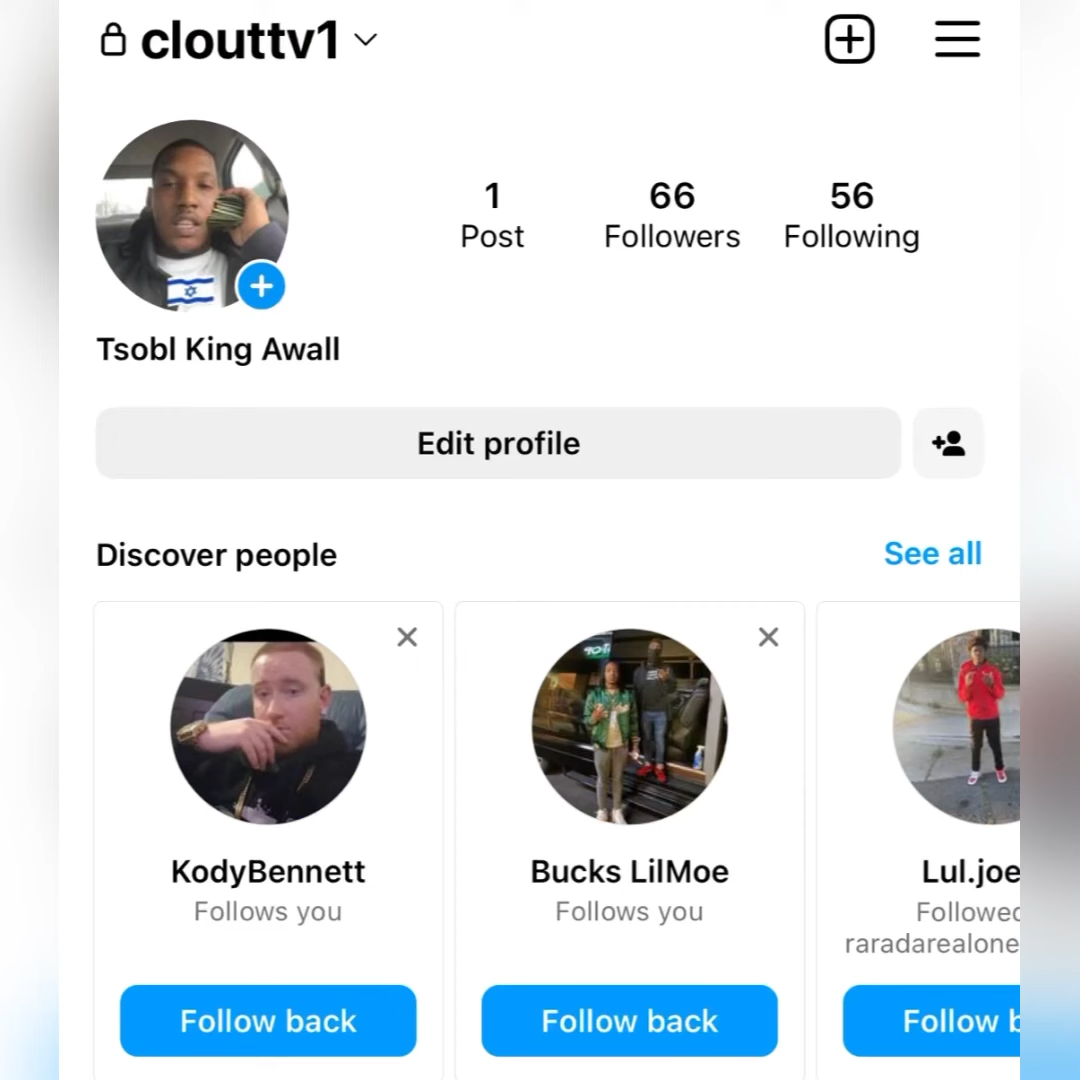 clouttv1
1 66 56
Post Followers Following
Tsobl King Awall
Edit profile
Discover people See all
KodyBennett Bucks LilMoe Lul.joe
Follows you Follows you Followed
raradarealone
Follow back Follow back Follow b